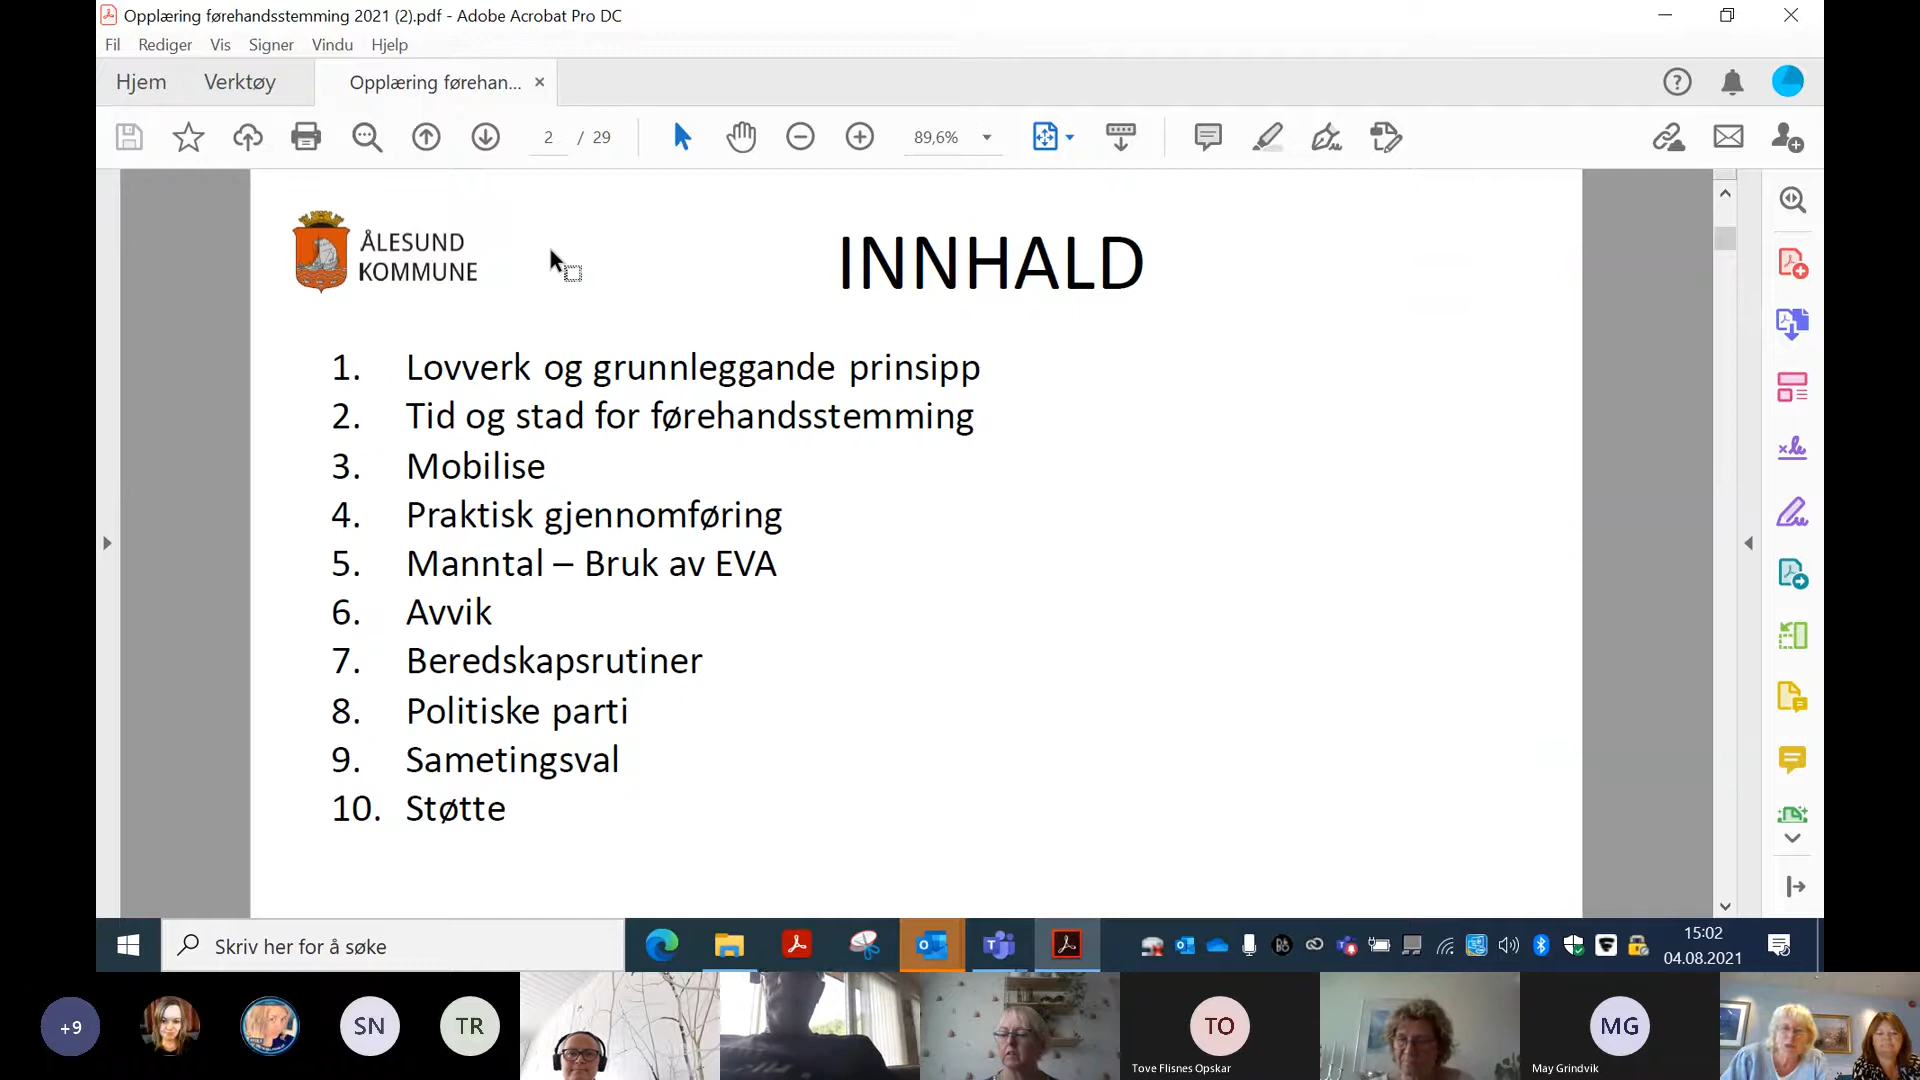 Opplæring førehandsstemming 2021 (2).pdf - Adobe Acrobat Pro DC
Fil Rediger Vis Signer Vindu Hjelp
Hjem Verktøy Opplæring førehan... ×
2 / 29 89,6%
ÅLESUND
KOMMUNE
INNHALD
1. Lovverk og grunnleggande prinsipp
2. Tid og stad for førehandsstemming
3. Mobilise
4. Praktisk gjennomføring
5. Manntal – Bruk av EVA
6. Avvik
7. Beredskapsrutiner
8. Politiske parti
9. Sametingsval
10. Støtte
Skriv her for å søke
15:02
04.08.2021
+9 SN TR TO MG
Tove Flisnes Opskar May Grindvik